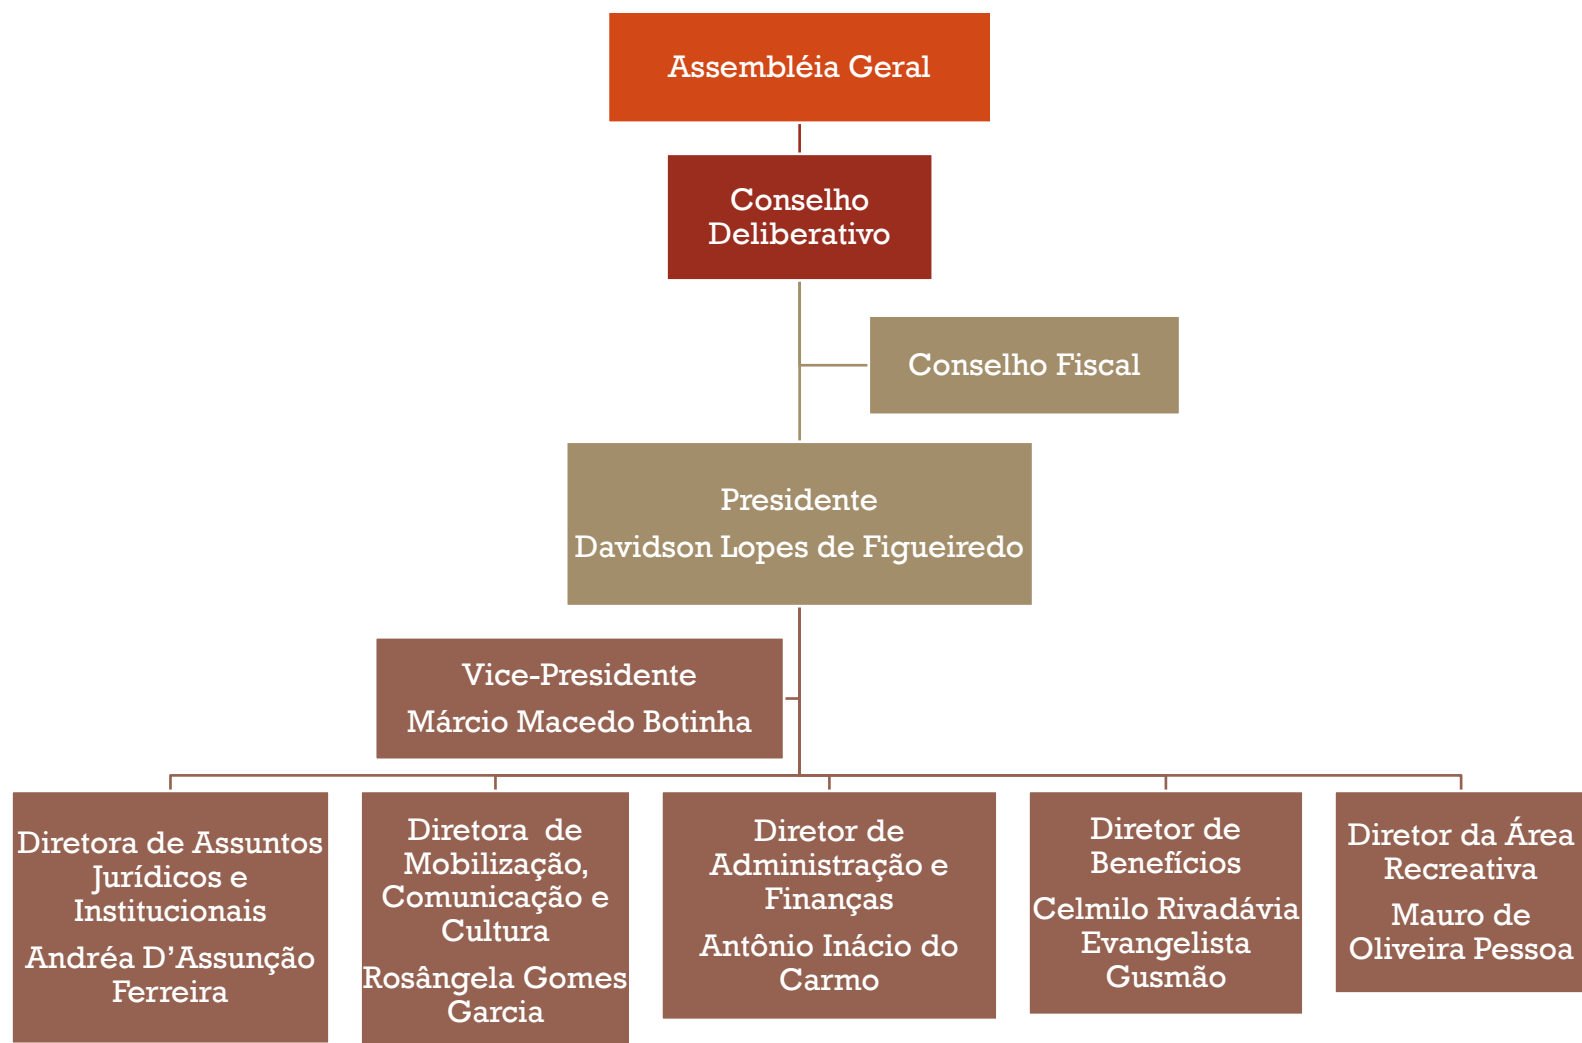 Assembléia Geral
Conselho
Deliberativo
Conselho Fiscal
Presidente
Davidson Lopes de Figueiredo
Vice-Presidente
Márcio Macedo Botinha
Diretora de Assuntos
Jurídicos e
Institucionais
Andréa D’Assunção
Ferreira
Diretora  de
Mobilização,
Comunicação e
Cultura
Rosângela Gomes
Garcia
Diretor de
Administração e
Finanças
Antônio Inácio do
Carmo
Diretor de
Benefícios
Celmilo Rivadávia
Evangelista
Gusmão
Diretor da Área
Recreativa
Mauro de
Oliveira Pessoa